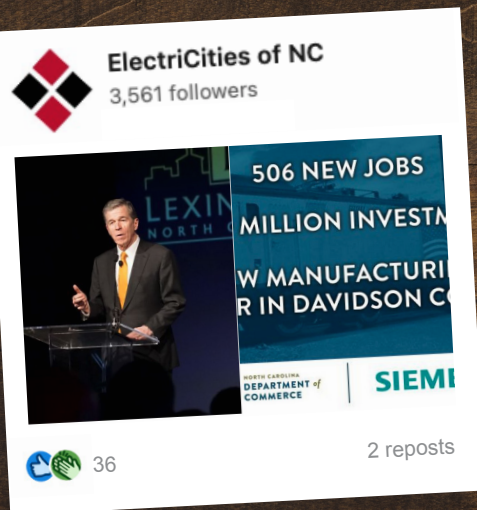 ElectriCities of NC
3,561 followers
LEXIN
NORTH C
506 NEW JOBS
MILLION INVESTM
W MANUFACTURI
R IN DAVIDSON CO
NORTH CAROLINA
DEPARTMENT of
COMMERCE
SIEME
36
2 reposts